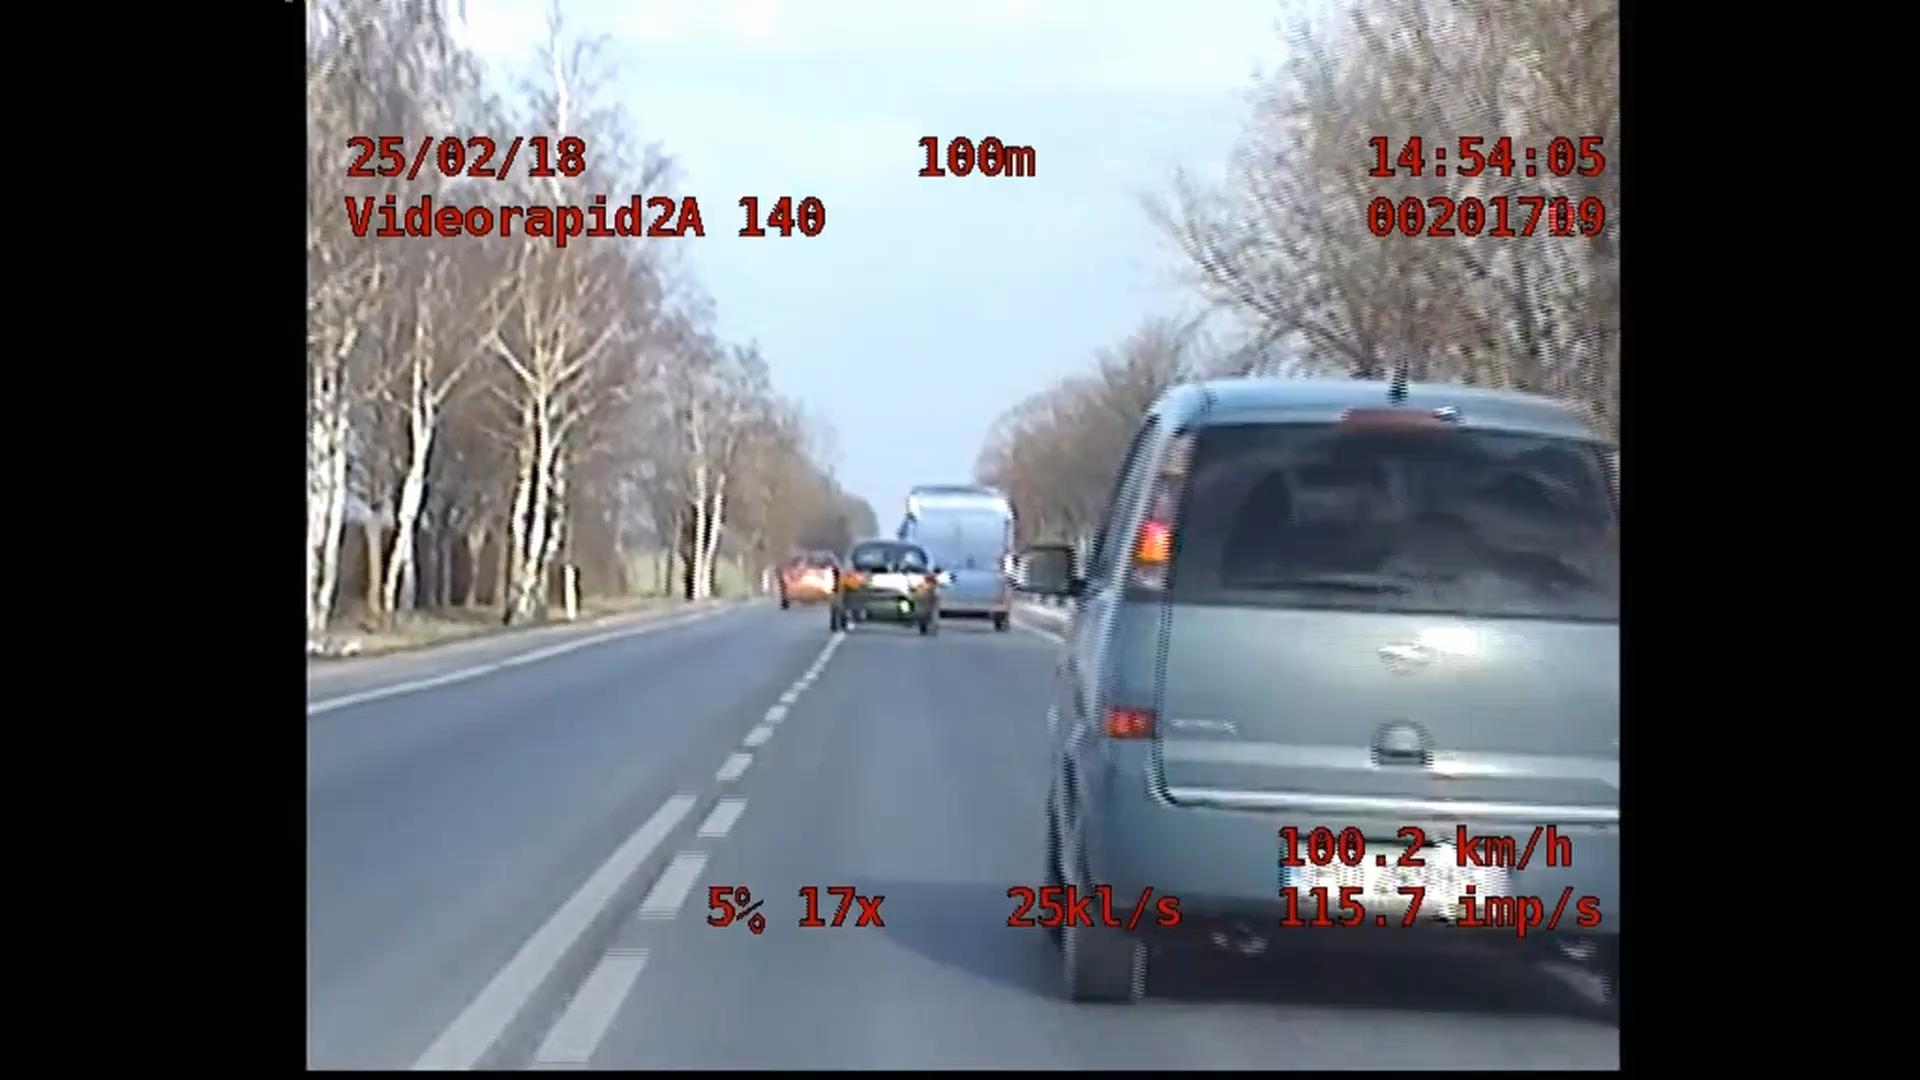 25/02/18 100m 14:54:05
Videorapid2A 140 00201709
100.2 km/h
5% 17x 25kl/s 115.7 imp/s